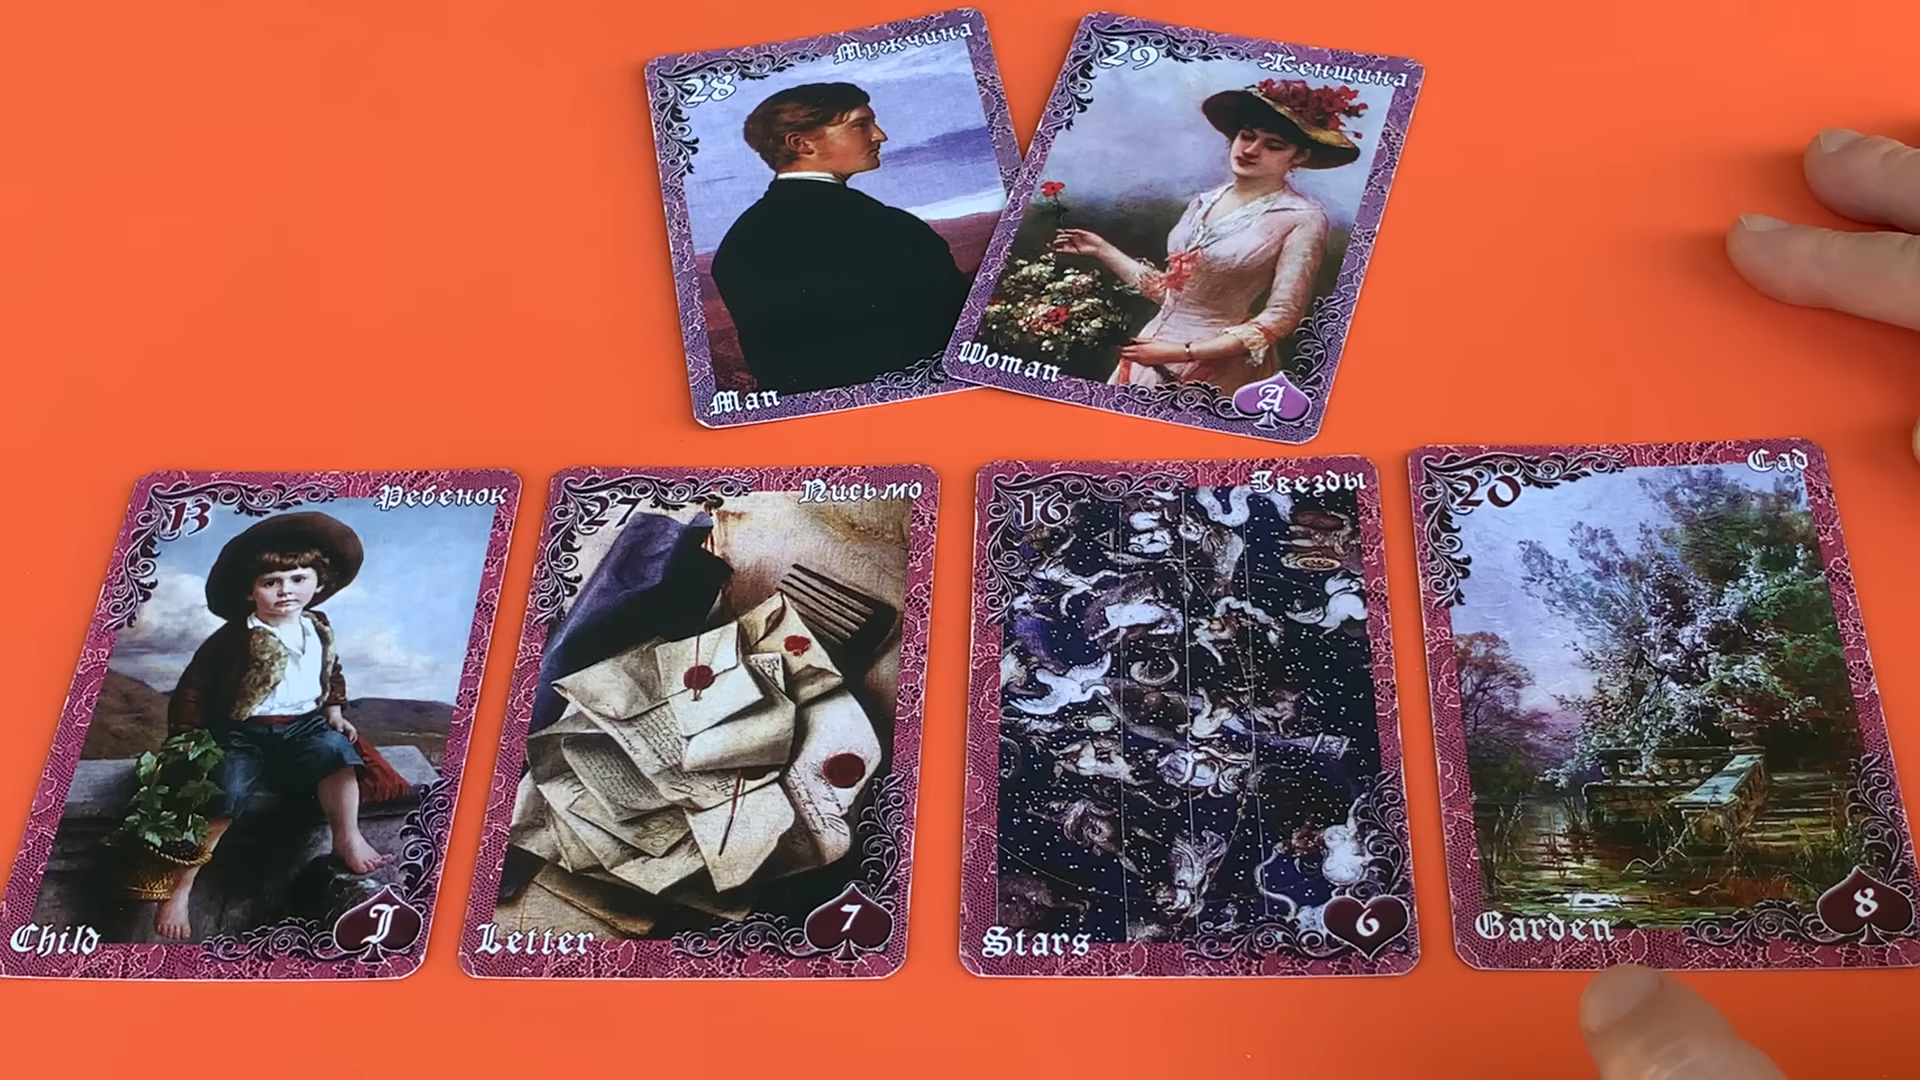 28
Мужчина
Man
29
Женщина
Woman
A
13
Ребенок
Child
J
27
Письмо
Letter
7
16
Звезды
Stars
6
20
Сад
Garden
8